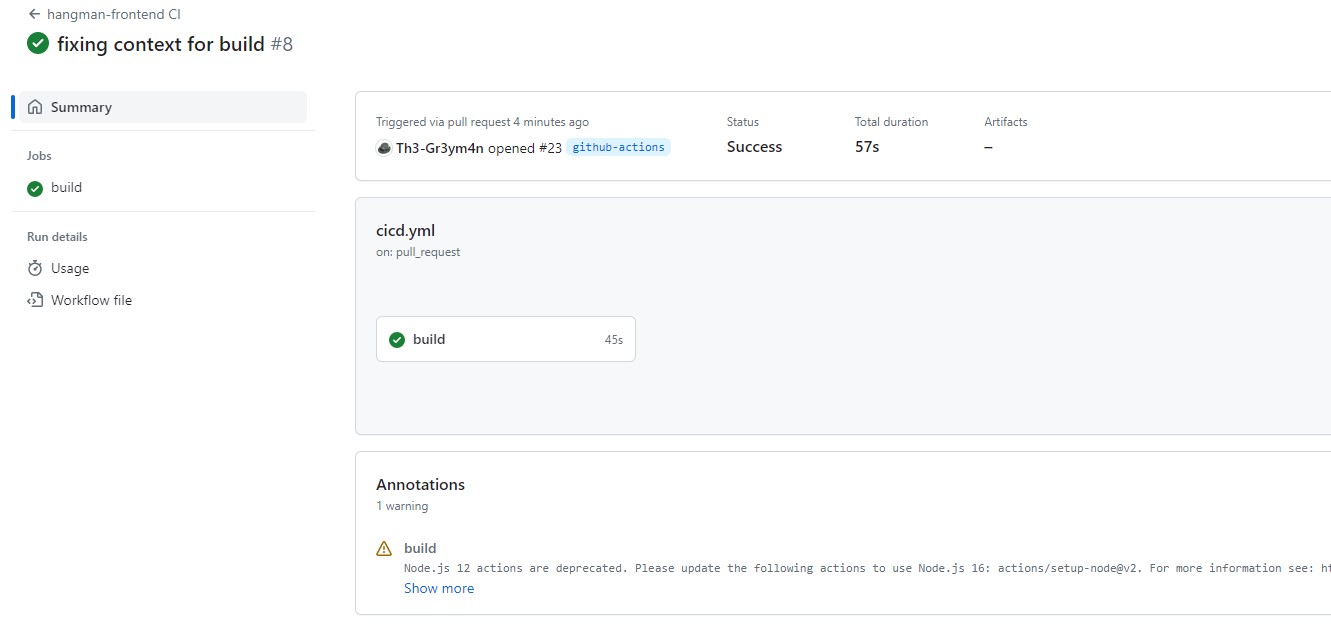 ← hangman-frontend CI
fixing context for build #8
Summary
Jobs
build
Run details
Usage
Workflow file
Triggered via pull request 4 minutes ago
Th3-Gr3ym4n opened #23 github-actions
Status
Success
Total duration
57s
Artifacts
–
cicd.yml
on: pull_request
build 45s
Annotations
1 warning
build
Node.js 12 actions are deprecated. Please update the following actions to use Node.js 16: actions/setup-node@v2. For more information see:
Show more